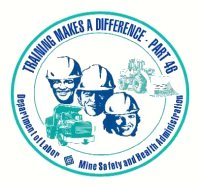 TRAINING MAKES A DIFFERENCE - PART 46
Department of Labor
Mine Safety and Health Administration